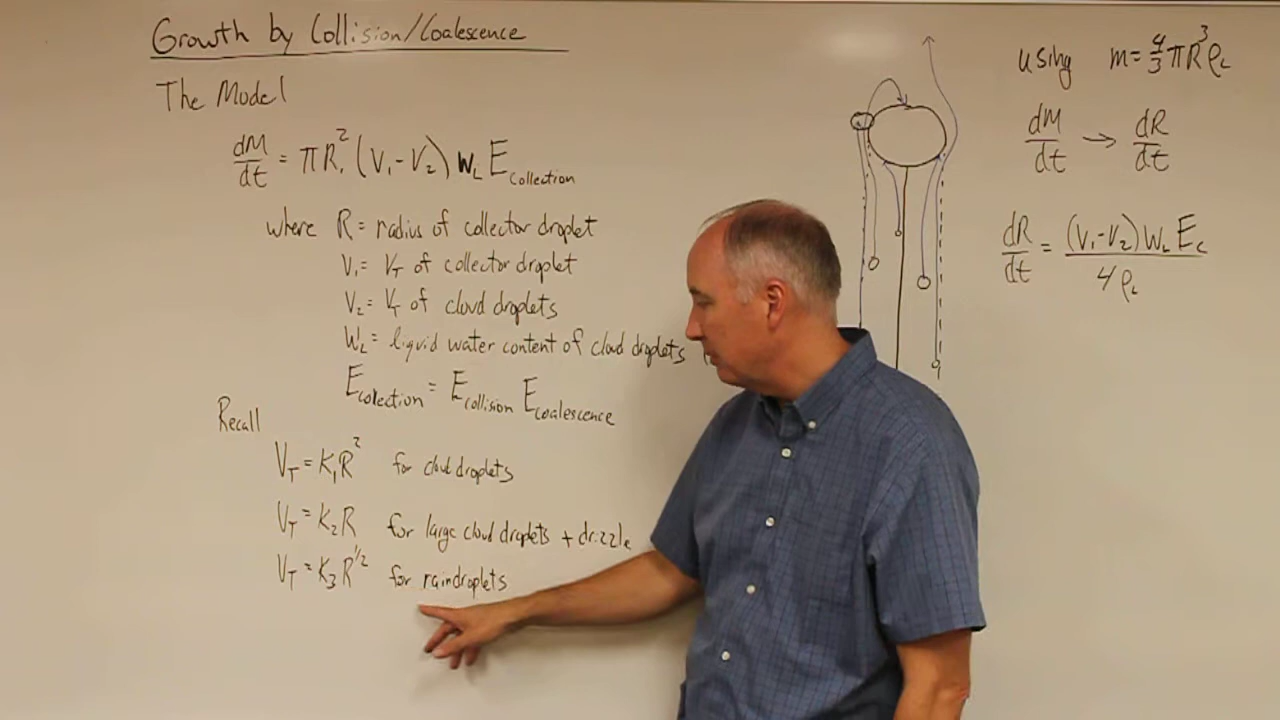 Growth by Collision/Coalescence
The Model
dM/dt = πR₁² (V₁-V₂) W_L E_collection
where R = radius of collector droplet
V₁ = V_T of collector droplet
V₂ = V_T of cloud droplets
W_L = liquid water content of cloud droplets
E_collection = E_collision E_coalescence
Recall
V_T = K₁R² for cloud droplets
V_T = K₂R for large cloud droplets + drizzle
V_T = K₃R^1/2 for raindroplets
using m = 4/3 πR³ρ_L
dM/dt → dR/dt
dR/dt = (V₁-V₂) W_L E_c / 4ρ_L